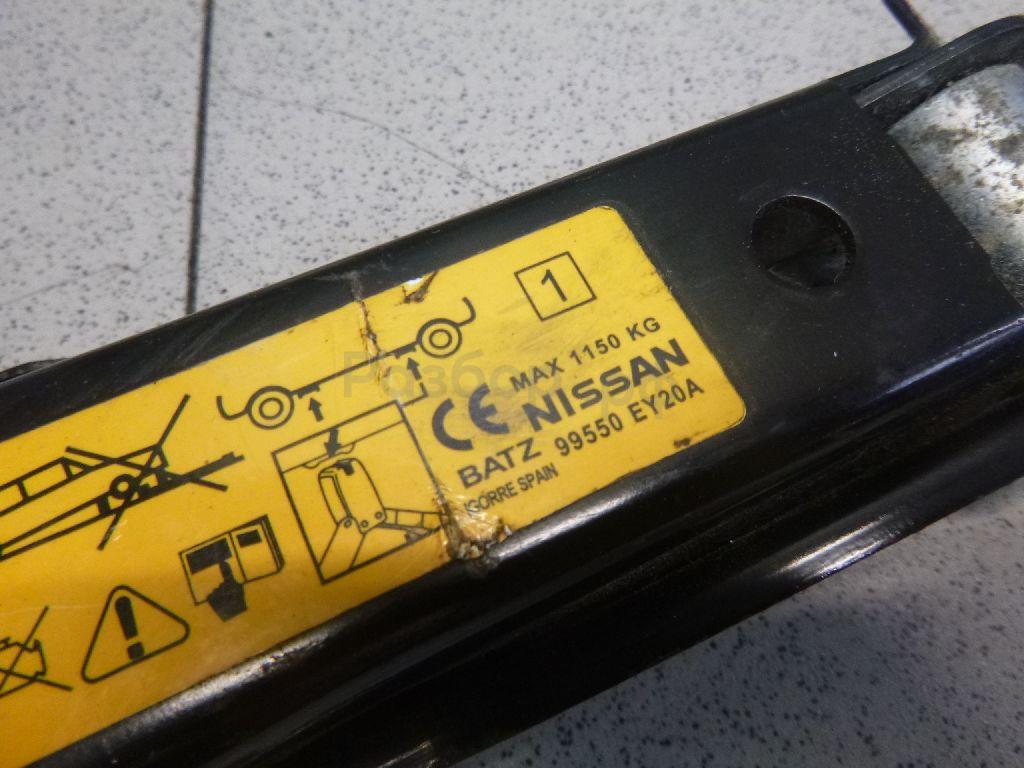 1
MAX 1150 KG
CE NISSAN
BATZ 99550 EY20A
IGORRE SPAIN